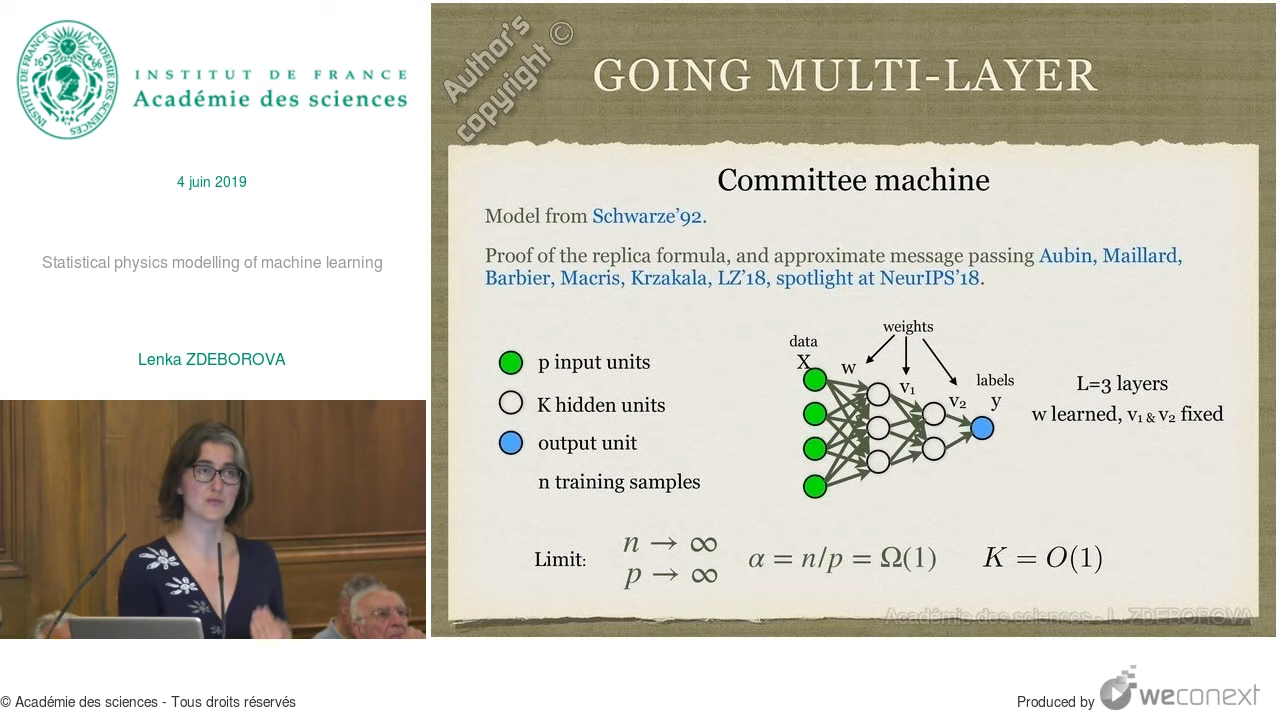 INSTITUT DE FRANCE
Académie des sciences
4 juin 2019
Statistical physics modelling of machine learning
Lenka ZDEBOROVA
Author's copyright ©
GOING MULTI-LAYER
Committee machine
Model from Schwarze'92.
Proof of the replica formula, and approximate message passing Aubin, Maillard,
Barbier, Macris, Krzakala, LZ'18, spotlight at NeurIPS'18.
p input units
K hidden units
output unit
n training samples
weights
data
X
w
v₁
v₂
labels
y
L=3 layers
w learned, v₁ & v₂ fixed
Limit:
n → ∞
p → ∞
α = n/p = Ω(1)
K = O(1)
Académie des sciences - L. ZDEBOROVA
© Académie des sciences - Tous droits réservés
Produced by weconext